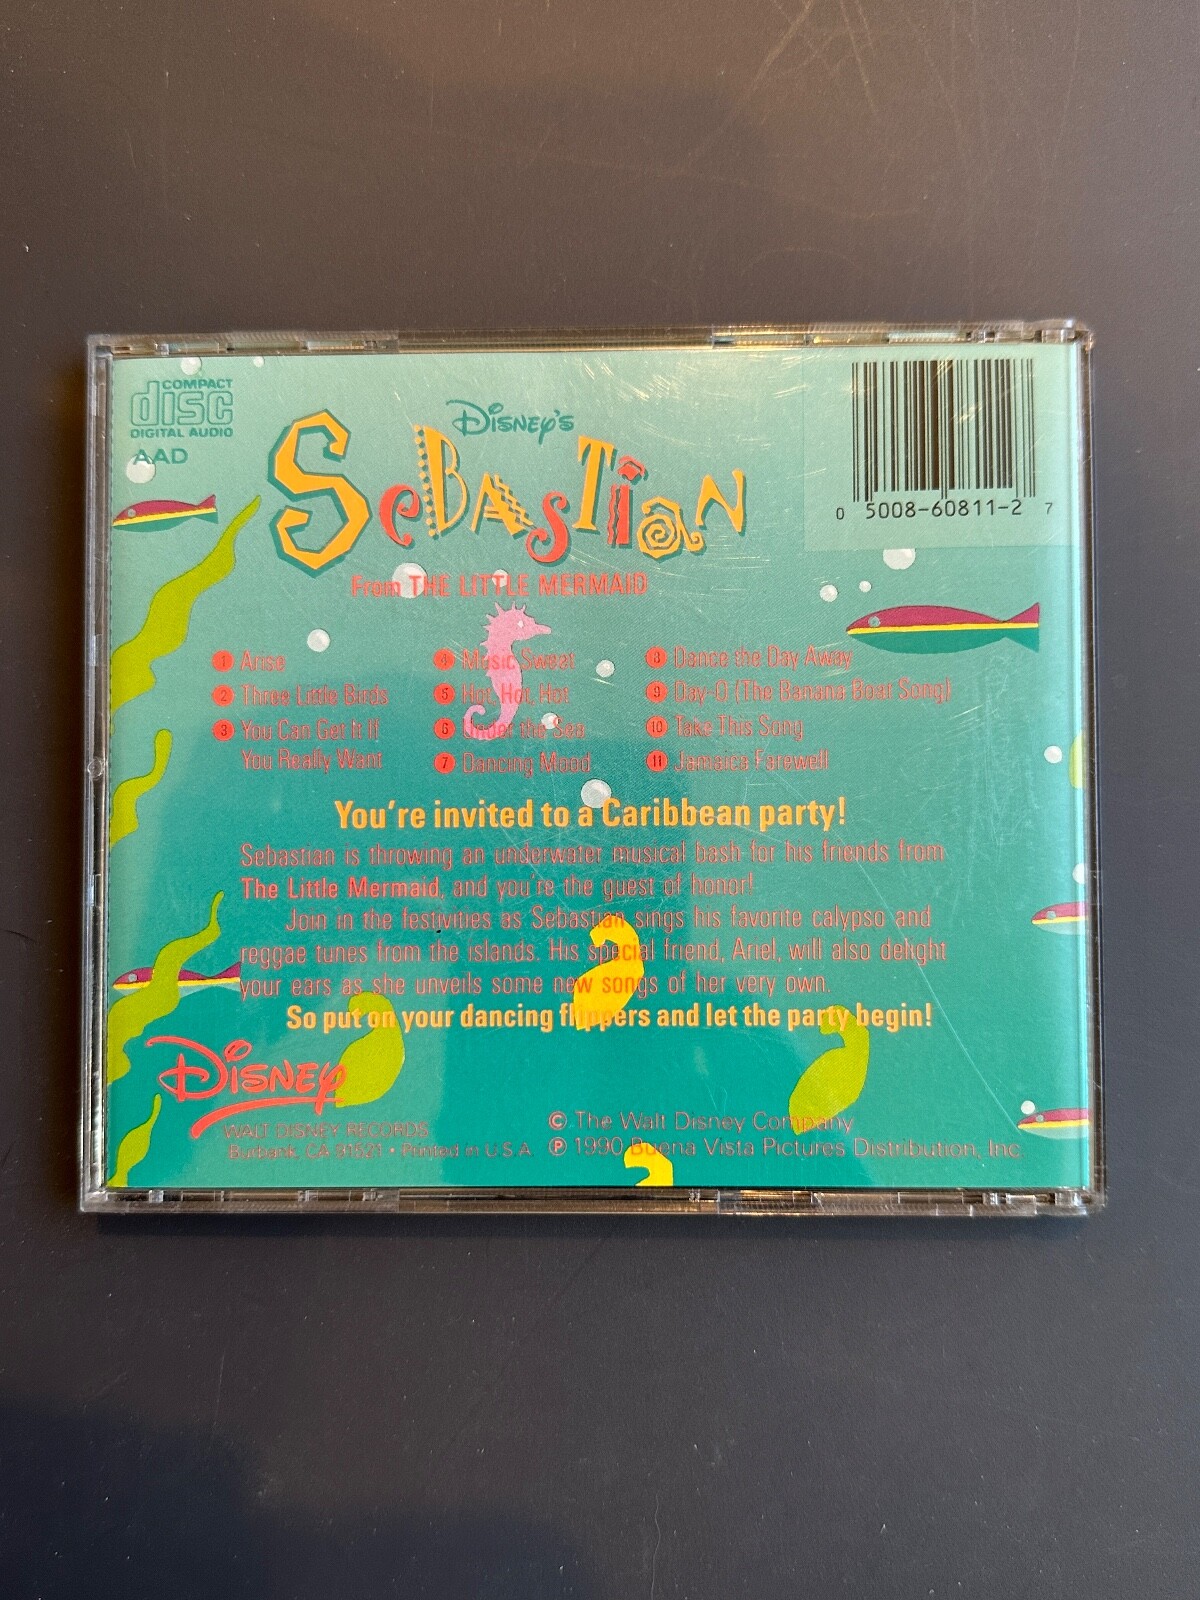 COMPACT
disc
DIGITAL AUDIO
AAD
DISNEY'S
SEBASTIAN
From THE LITTLE MERMAID
0 5008-60811-2 7
1 Arise
2 Three Little Birds
3 You Can Get It If
You Really Want
4 Music Sweat
5 Hot, Hot, Hot
6 Under the Sea
7 Dancing Mood
8 Dance the Day Away
9 Day-O (The Banana Boat Song)
10 Take This Song
11 Jamaica Farewell
You're invited to a Caribbean party!
Sebastian is throwing an underwater musical bash for his friends from
The Little Mermaid, and you're the guest of honor!
Join in the festivities as Sebastian sings his favorite calypso and
reggae tunes from the islands. His special friend, Ariel, will also delight
your ears as she unveils some new songs of her very own.
So put on your dancing flippers and let the party begin!
DISNEY
WALT DISNEY RECORDS
Burbank, CA 91521 • Printed in U S A
© The Walt Disney Company
℗ 1990 Buena Vista Pictures Distribution, Inc.